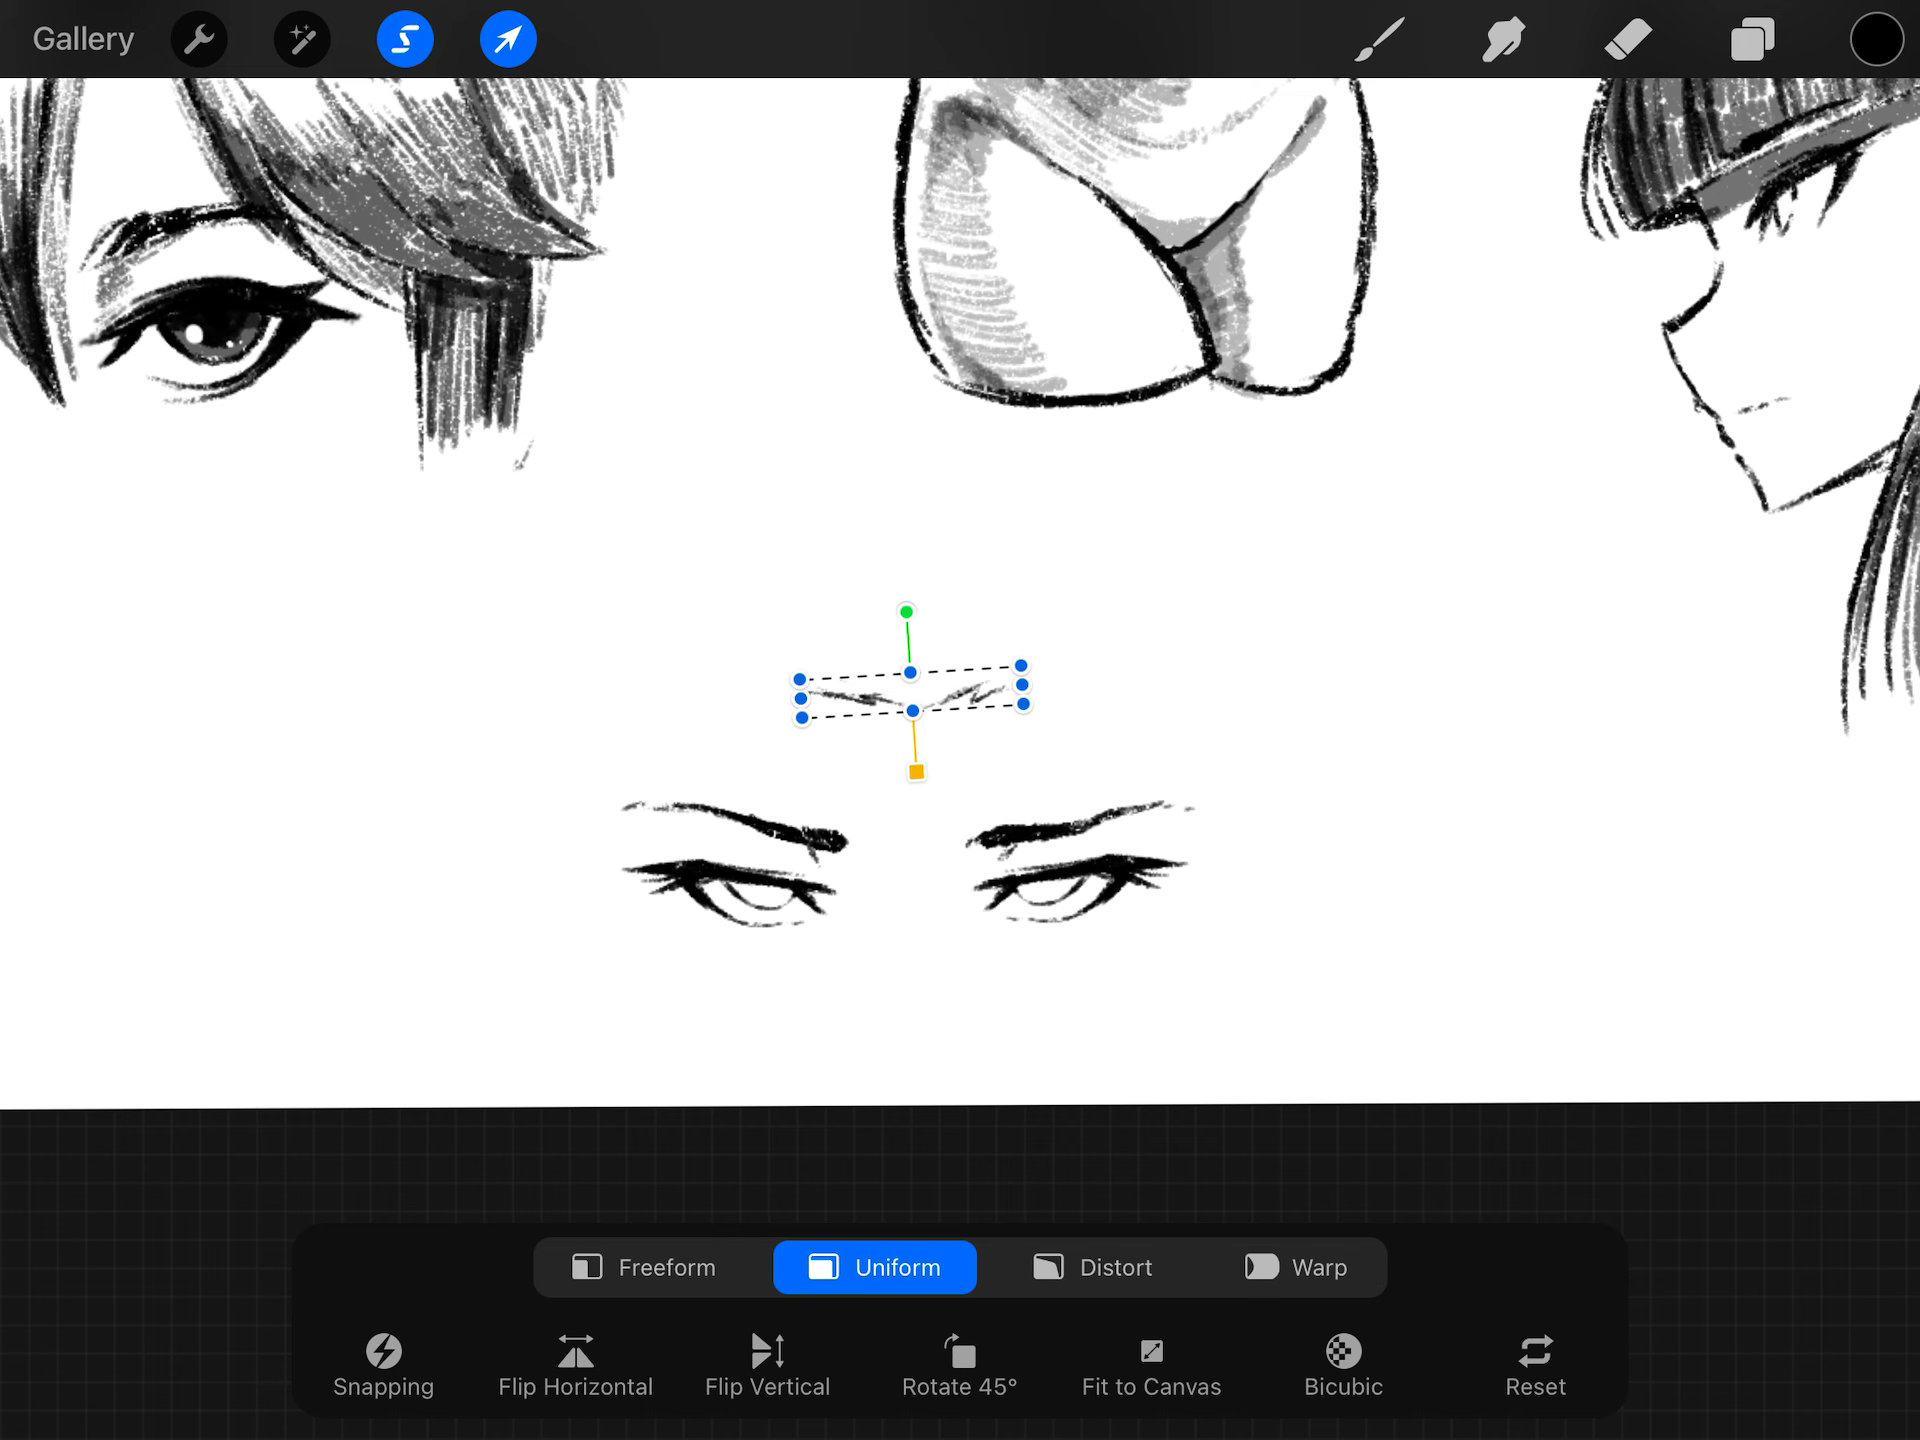 Gallery
Freeform Uniform Distort Warp
Snapping Flip Horizontal Flip Vertical Rotate 45° Fit to Canvas Bicubic Reset